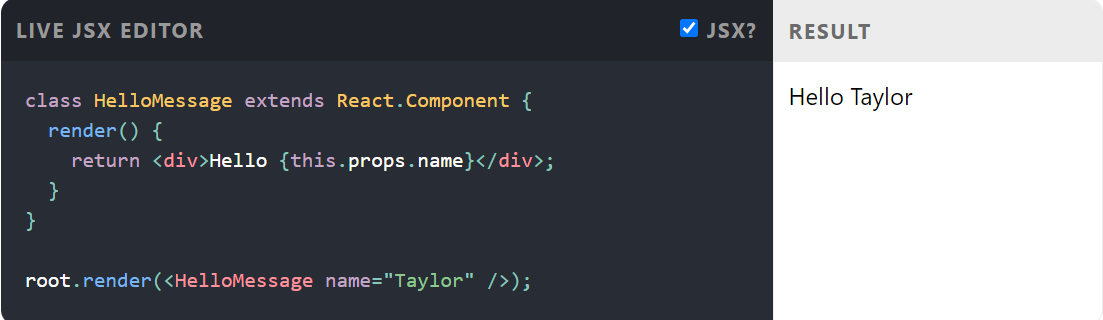 LIVE JSX EDITOR
JSX?
class HelloMessage extends React.Component {
  render() {
    return <div>Hello {this.props.name}</div>;
  }
}

root.render(<HelloMessage name="Taylor" />);
RESULT
Hello Taylor